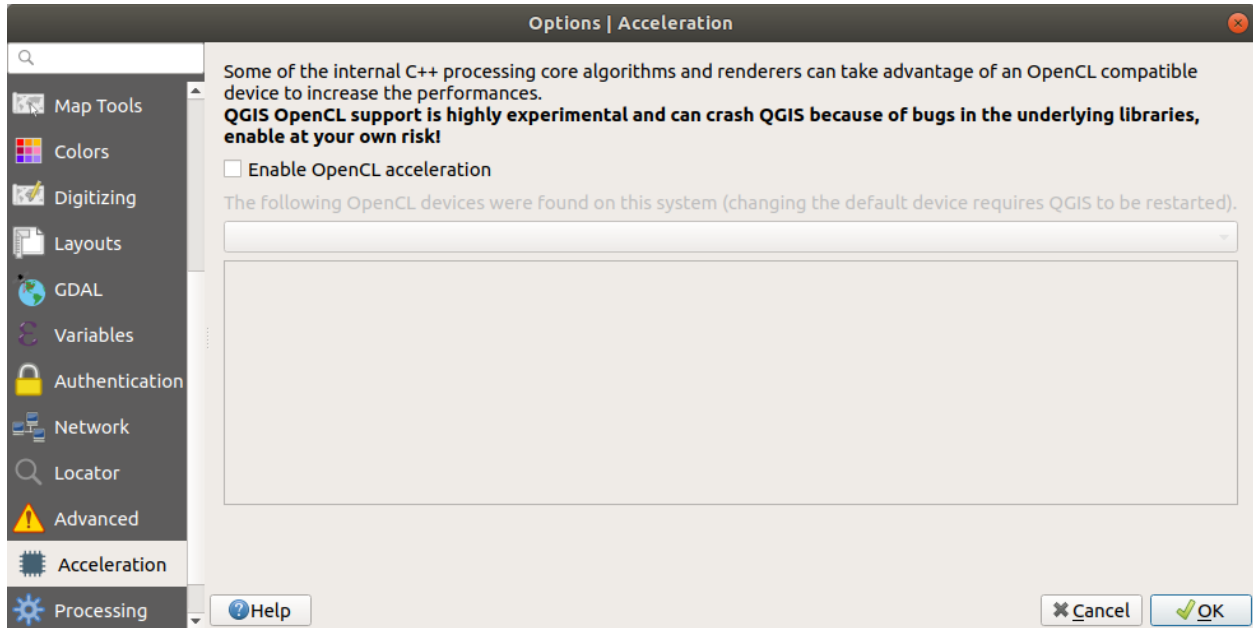 Options | Acceleration
Some of the internal C++ processing core algorithms and renderers can take advantage of an OpenCL compatible
device to increase the performances.
QGIS OpenCL support is highly experimental and can crash QGIS because of bugs in the underlying libraries,
enable at your own risk!
Enable OpenCL acceleration
The following OpenCL devices were found on this system (changing the default device requires QGIS to be restarted).
Map Tools
Colors
Digitizing
Layouts
GDAL
Variables
Authentication
Network
Locator
Advanced
Acceleration
Processing
Help
Cancel
OK